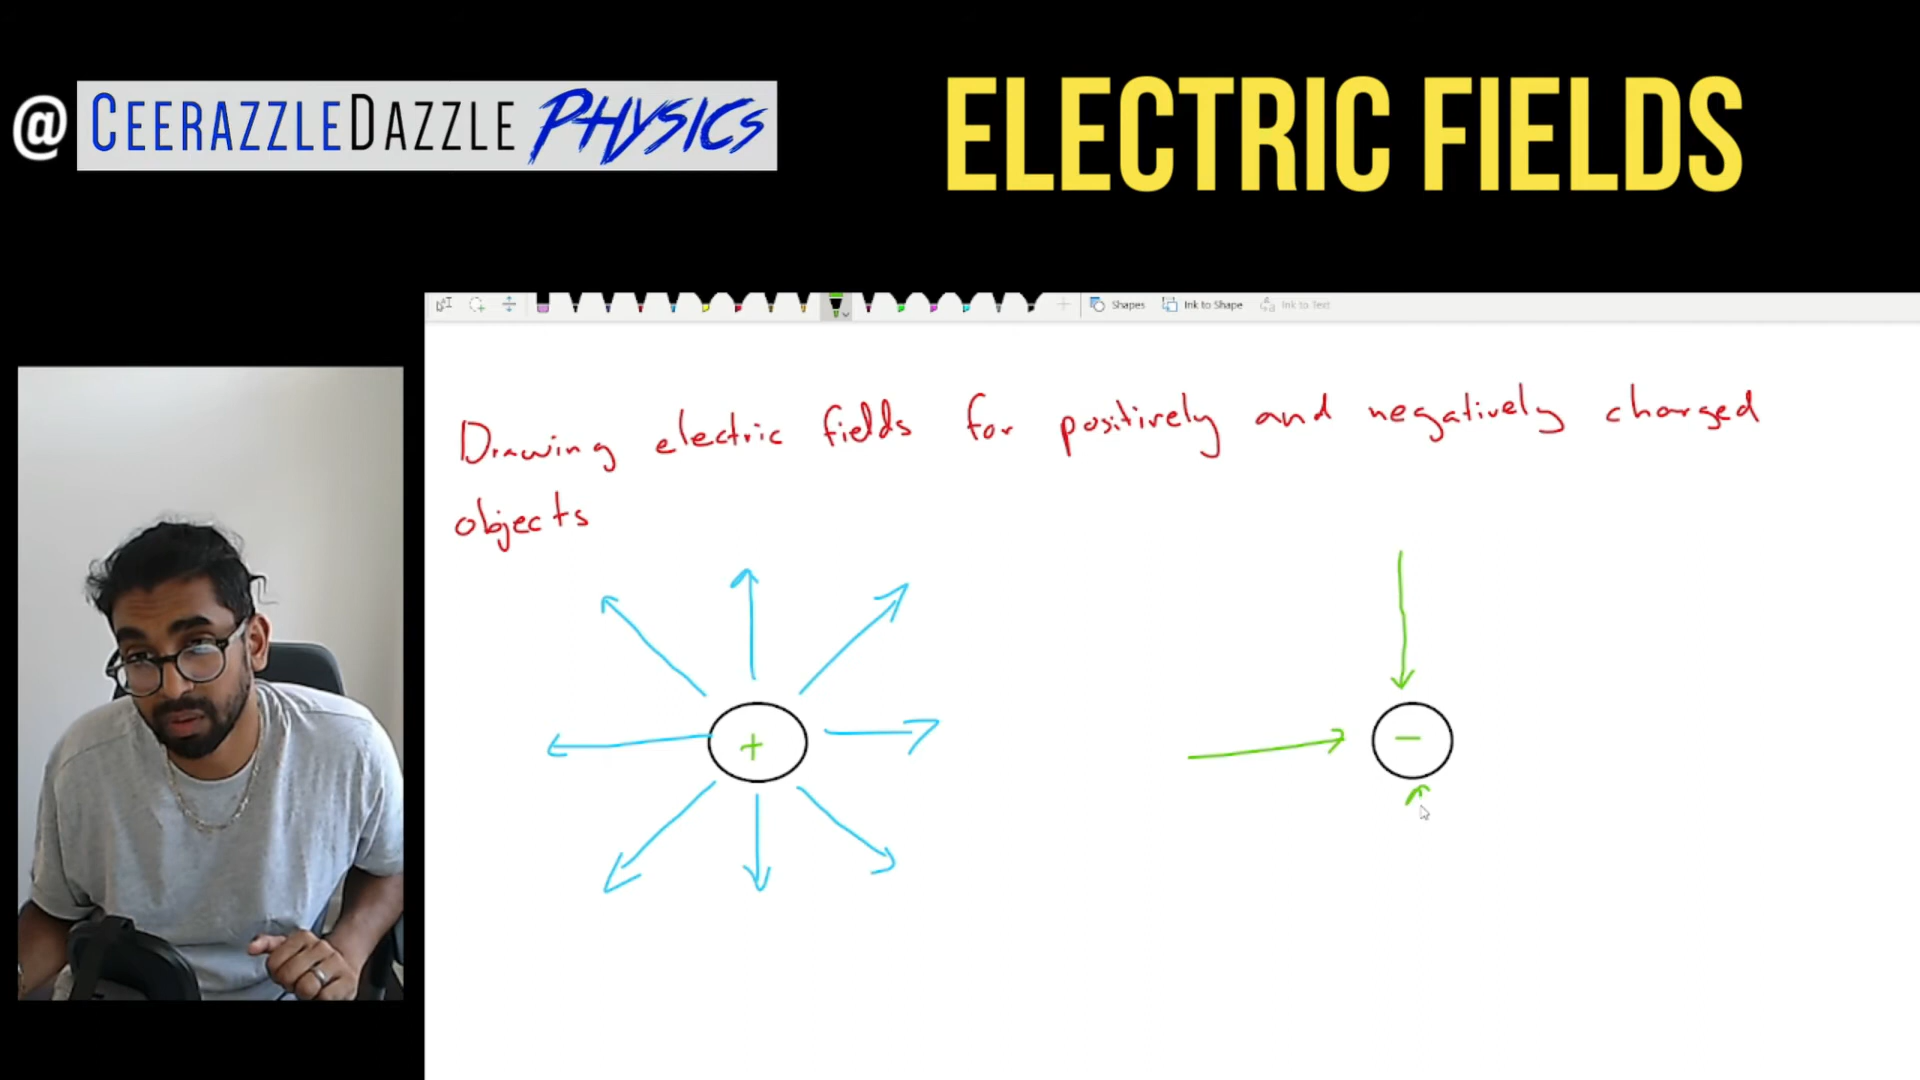 @ CEERAZZLEDAZZLE PHYSICS
ELECTRIC FIELDS
Shapes Ink to Shape Ink to Text
Drawing electric fields for positively and negatively charged
objects
+
−